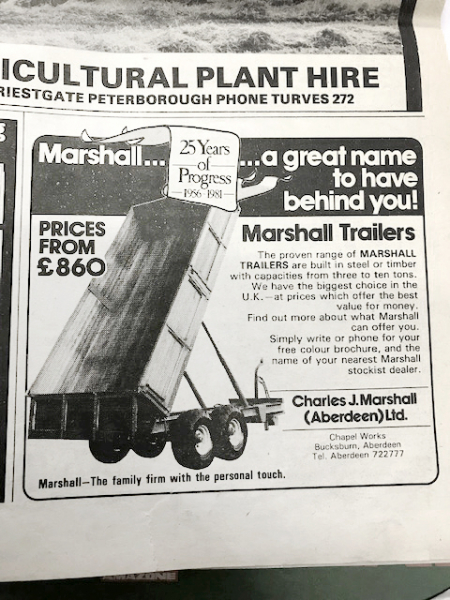 ICULTURAL PLANT HIRE
RIESTGATE PETERBOROUGH PHONE TURVES 272
Marshall... ...a great name
to have
behind you!
25 Years
of
Progress
—1956-1981—
PRICES
FROM
£860
Marshall Trailers
The proven range of MARSHALL
TRAILERS are built in steel or timber
with capacities from three to ten tons.
We have the biggest choice in the
U.K.—at prices which offer the best
value for money.
Find out more about what Marshall
can offer you.
Simply write or phone for your
free colour brochure, and the
name of your nearest Marshall
stockist dealer.
Charles J. Marshall
(Aberdeen) Ltd.
Chapel Works
Bucksburn, Aberdeen
Tel. Aberdeen 722777
Marshall—The family firm with the personal touch.
AMAZONE